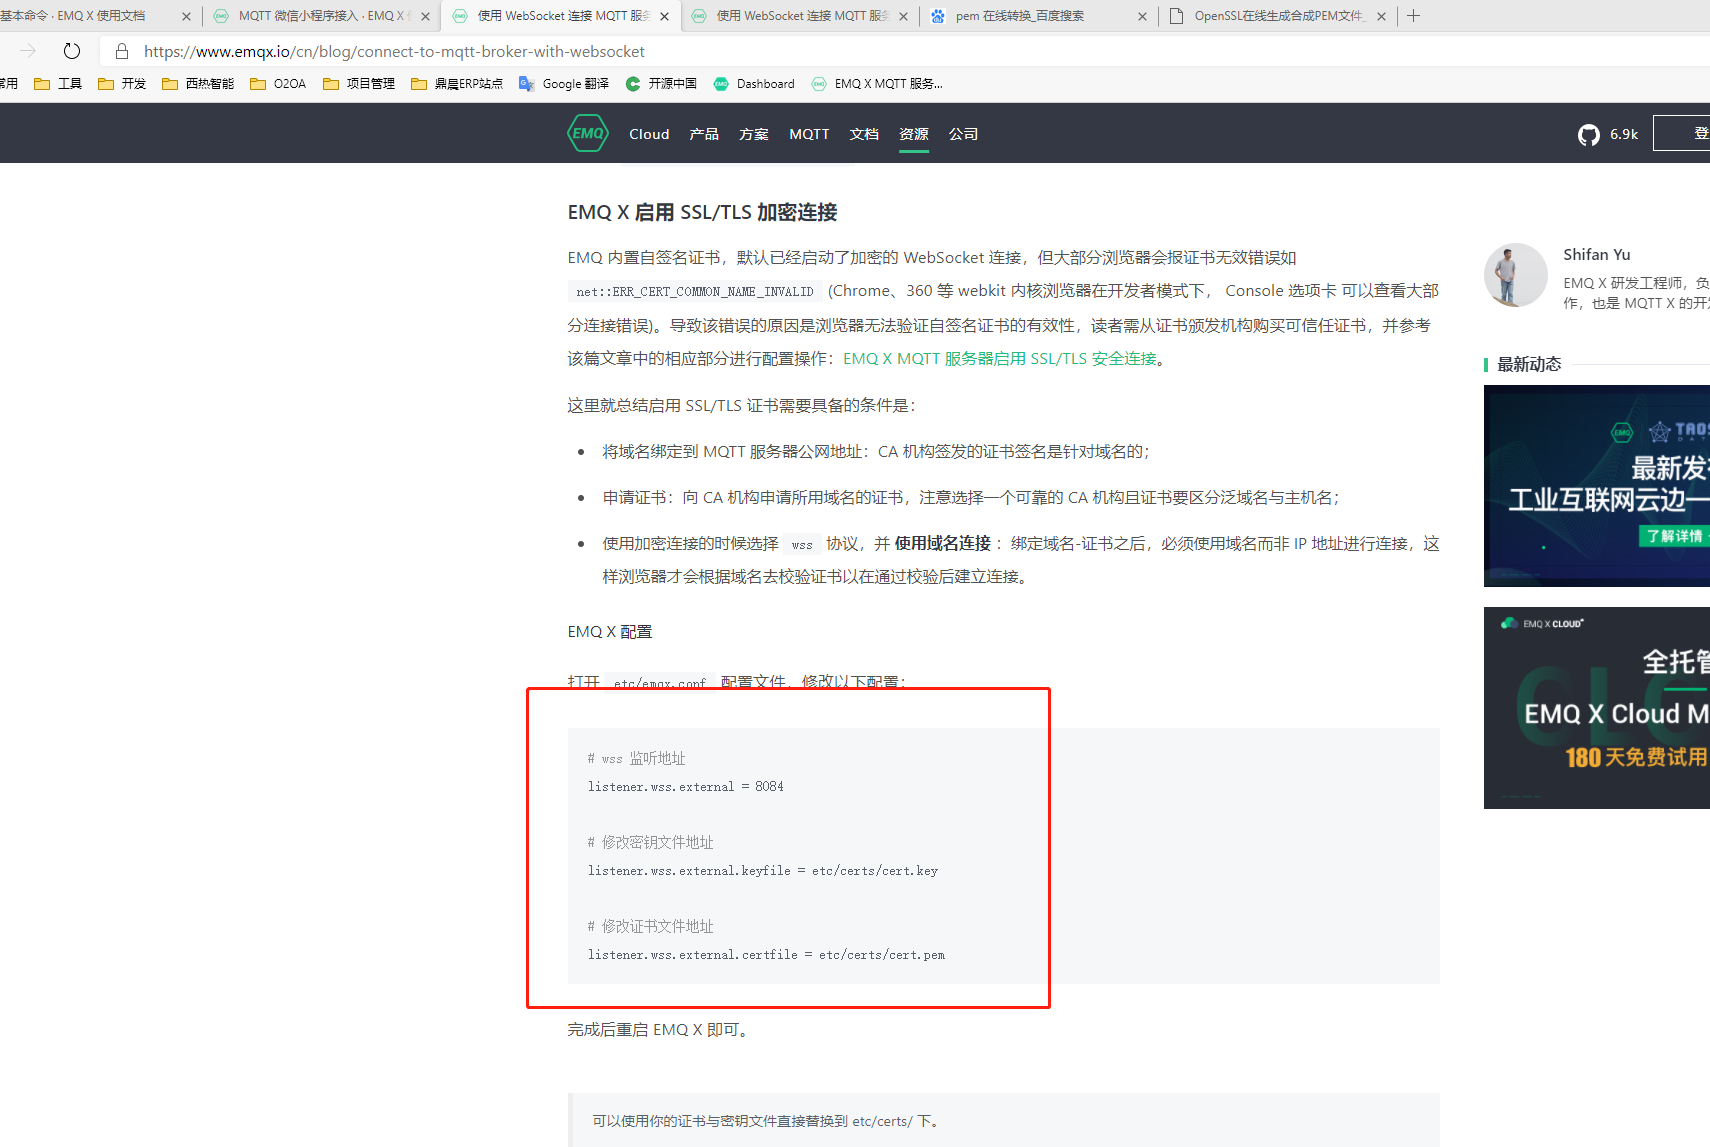 基本命令 · EMQ X 使用文档
MQTT 微信小程序接入 · EMQ X
使用 WebSocket 连接 MQTT 服务
使用 WebSocket 连接 MQTT 服务
pem 在线转换_百度搜索
OpenSSL在线生成合成PEM文件_
https://www.emqx.io/cn/blog/connect-to-mqtt-broker-with-websocket
常用 工具 开发 西热智能 O2OA 项目管理 鼎晨ERP站点 Google 翻译 开源中国 Dashboard EMQ X MQTT 服务...
EMQ Cloud 产品 方案 MQTT 文档 资源 公司 6.9k 登
EMQ X 启用 SSL/TLS 加密连接
EMQ 内置自签名证书，默认已经启动了加密的 WebSocket 连接，但大部分浏览器会报证书无效错误如
net::ERR_CERT_COMMON_NAME_INVALID (Chrome、360 等 webkit 内核浏览器在开发者模式下， Console 选项卡 可以查看大部
分连接错误)。导致该错误的原因是浏览器无法验证自签名证书的有效性，读者需从证书颁发机构购买可信任证书，并参考
该篇文章中的相应部分进行配置操作：EMQ X MQTT 服务器启用 SSL/TLS 安全连接。
这里就总结启用 SSL/TLS 证书需要具备的条件是：
将域名绑定到 MQTT 服务器公网地址：CA 机构签发的证书签名是针对域名的；
申请证书：向 CA 机构申请所用域名的证书，注意选择一个可靠的 CA 机构且证书要区分泛域名与主机名；
使用加密连接的时候选择 wss 协议，并 使用域名连接 ：绑定域名-证书之后，必须使用域名而非 IP 地址进行连接，这
样浏览器才会根据域名去校验证书以在通过校验后建立连接。
EMQ X 配置
打开 etc/emqx.conf 配置文件，修改以下配置：
# wss 监听地址
listener.wss.external = 8084
# 修改密钥文件地址
listener.wss.external.keyfile = etc/certs/cert.key
# 修改证书文件地址
listener.wss.external.certfile = etc/certs/cert.pem
完成后重启 EMQ X 即可。
可以使用你的证书与密钥文件直接替换到 etc/certs/ 下。
Shifan Yu
EMQ X 研发工程师，负
作，也是 MQTT X 的开发
最新动态
EMQ TAOS
DAT
最新发布
工业互联网云边一
了解详情
EMQ X CLOUD
全托管
EMQ X Cloud M
180 天免费试用